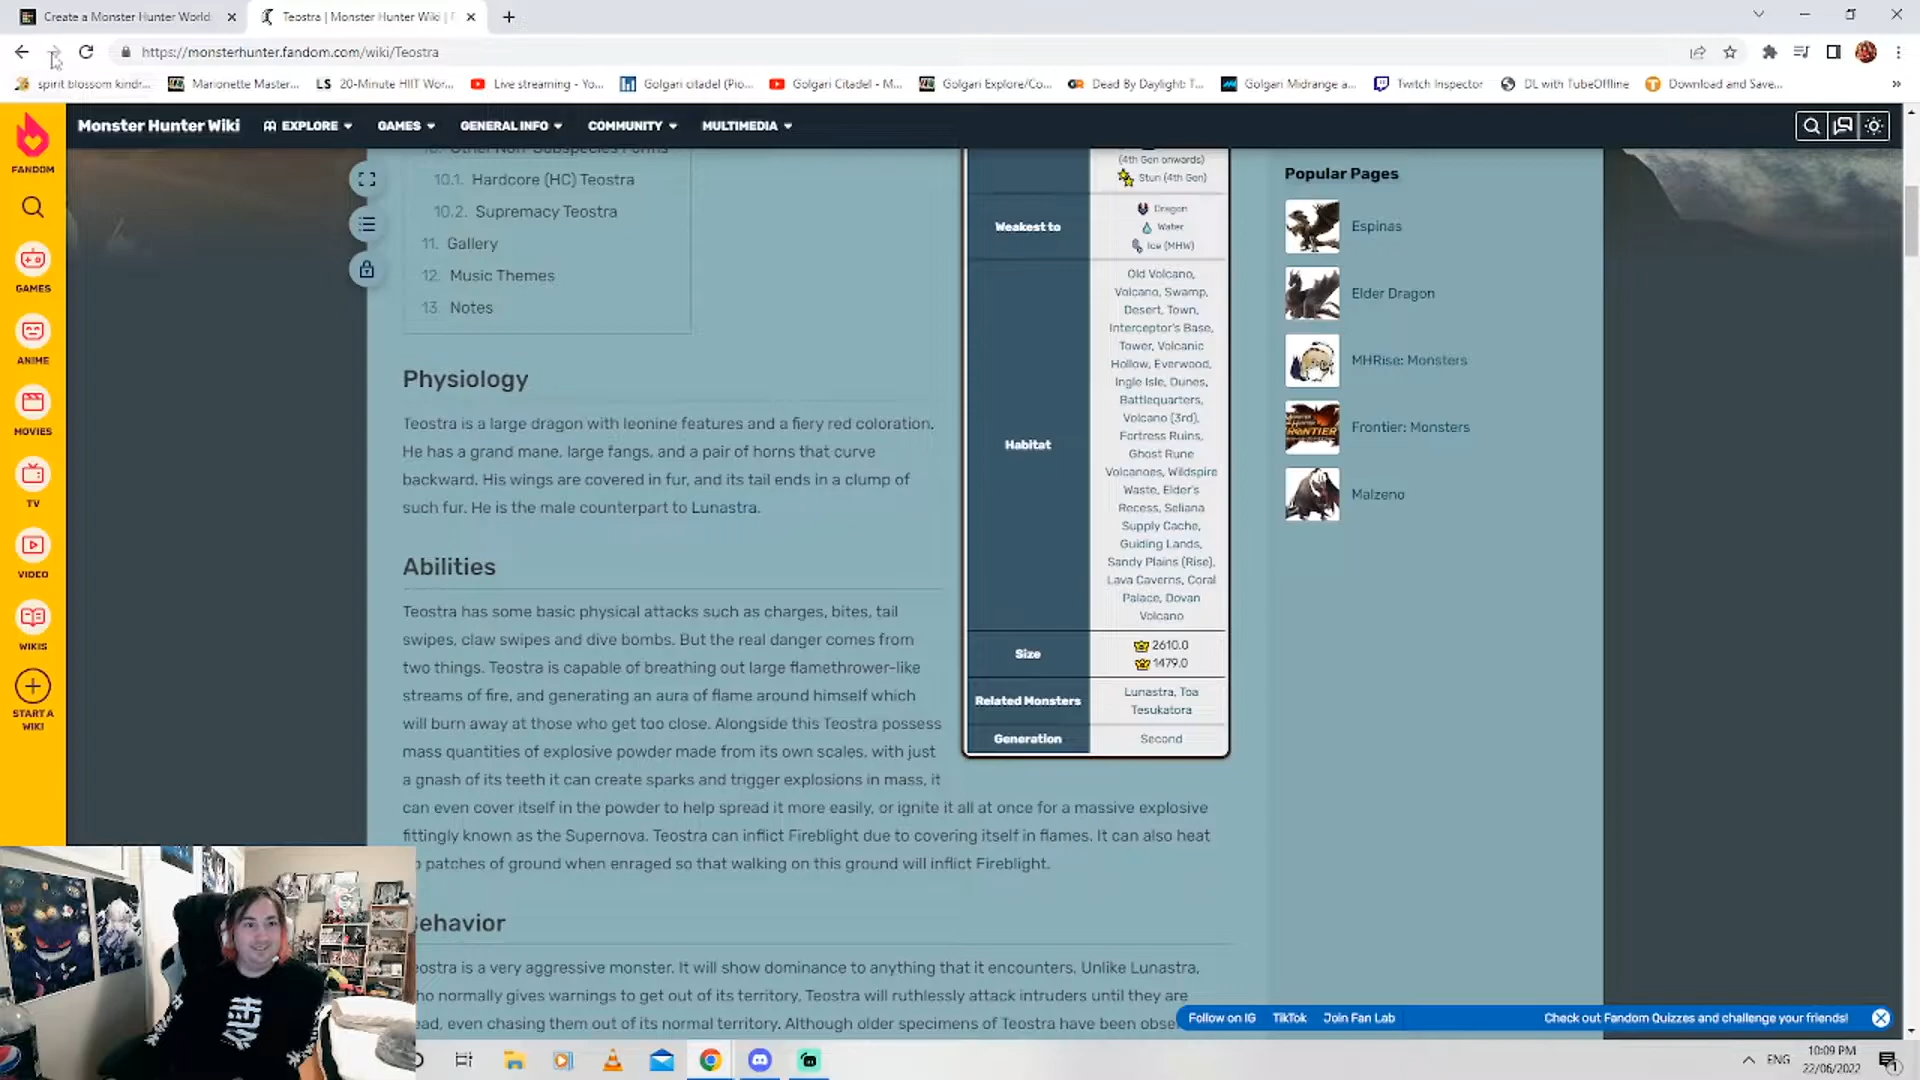 Create a Monster Hunter World
Teostra | Monster Hunter Wiki | F
https://monsterhunter.fandom.com/wiki/Teostra
spirit blossom kindr... Marionette Master... LS 20-Minute HIIT Wor... Live streaming - Yo... Golgari citadel (Pio... Golgari Citadel - M... Golgari Explore/Co... Dead By Daylight: T... Golgari Midrange a... Twitch Inspector DL with TubeOffline Download and Save... »
Monster Hunter Wiki EXPLORE GAMES GENERAL INFO COMMUNITY MULTIMEDIA
FANDOM
GAMES
ANIME
MOVIES
TV
VIDEO
WIKIS
START A
WIKI
10. Other Non-Subspecies Forms
10.1. Hardcore (HC) Teostra
10.2. Supremacy Teostra
11. Gallery
12. Music Themes
13. Notes
Physiology
Teostra is a large dragon with leonine features and a fiery red coloration.
He has a grand mane, large fangs, and a pair of horns that curve
backward. His wings are covered in fur, and its tail ends in a clump of
such fur. He is the male counterpart to Lunastra.
Abilities
Teostra has some basic physical attacks such as charges, bites, tail
swipes, claw swipes and dive bombs. But the real danger comes from
two things. Teostra is capable of breathing out large flamethrower-like
streams of fire, and generating an aura of flame around himself which
will burn away at those who get too close. Alongside this Teostra possess
mass quantities of explosive powder made from its own scales, with just
a gnash of its teeth it can create sparks and trigger explosions in mass, it
can even cover itself in the powder to help spread it more easily, or ignite it all at once for a massive explosive
fittingly known as the Supernova. Teostra can inflict Fireblight due to covering itself in flames. It can also heat
patches of ground when enraged so that walking on this ground will inflict Fireblight.
ehavior
eostra is a very aggressive monster. It will show dominance to anything that it encounters. Unlike Lunastra,
ho normally gives warnings to get out of its territory, Teostra will ruthlessly attack intruders until they are
ead, even chasing them out of its normal territory. Although older specimens of Teostra have been obse
(4th Gen onwards)
Stun (4th Gen)
Weakest to
Dragon
Water
Ice (MHW)
Habitat
Old Volcano,
Volcano, Swamp,
Desert, Town,
Interceptor's Base,
Tower, Volcanic
Hollow, Everwood,
Ingle Isle, Dunes,
Battlequarters,
Volcano (3rd),
Fortress Ruins,
Ghost Rune
Volcanoes, Wildspire
Waste, Elder's
Recess, Seliana
Supply Cache,
Guiding Lands,
Sandy Plains (Rise),
Lava Caverns, Coral
Palace, Dovan
Volcano
Size
2610.0
1479.0
Related Monsters
Lunastra, Toa
Tesukatora
Generation
Second
Popular Pages
Espinas
Elder Dragon
MHRise: Monsters
Frontier: Monsters
Malzeno
Follow on IG TikTok Join Fan Lab Check out Fandom Quizzes and challenge your friends!
ENG
10:09 PM
22/06/2022